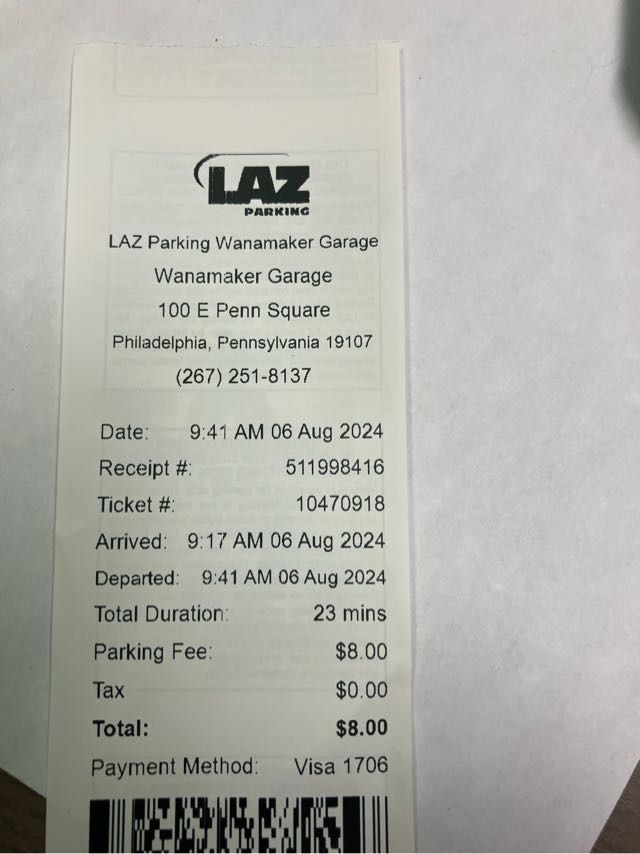 LAZ
PARKING
LAZ Parking Wanamaker Garage
Wanamaker Garage
100 E Penn Square
Philadelphia, Pennsylvania 19107
(267) 251-8137
Date: 9:41 AM 06 Aug 2024
Receipt #: 511998416
Ticket #: 10470918
Arrived: 9:17 AM 06 Aug 2024
Departed: 9:41 AM 06 Aug 2024
Total Duration: 23 mins
Parking Fee: $8.00
Tax $0.00
Total: $8.00
Payment Method: Visa 1706